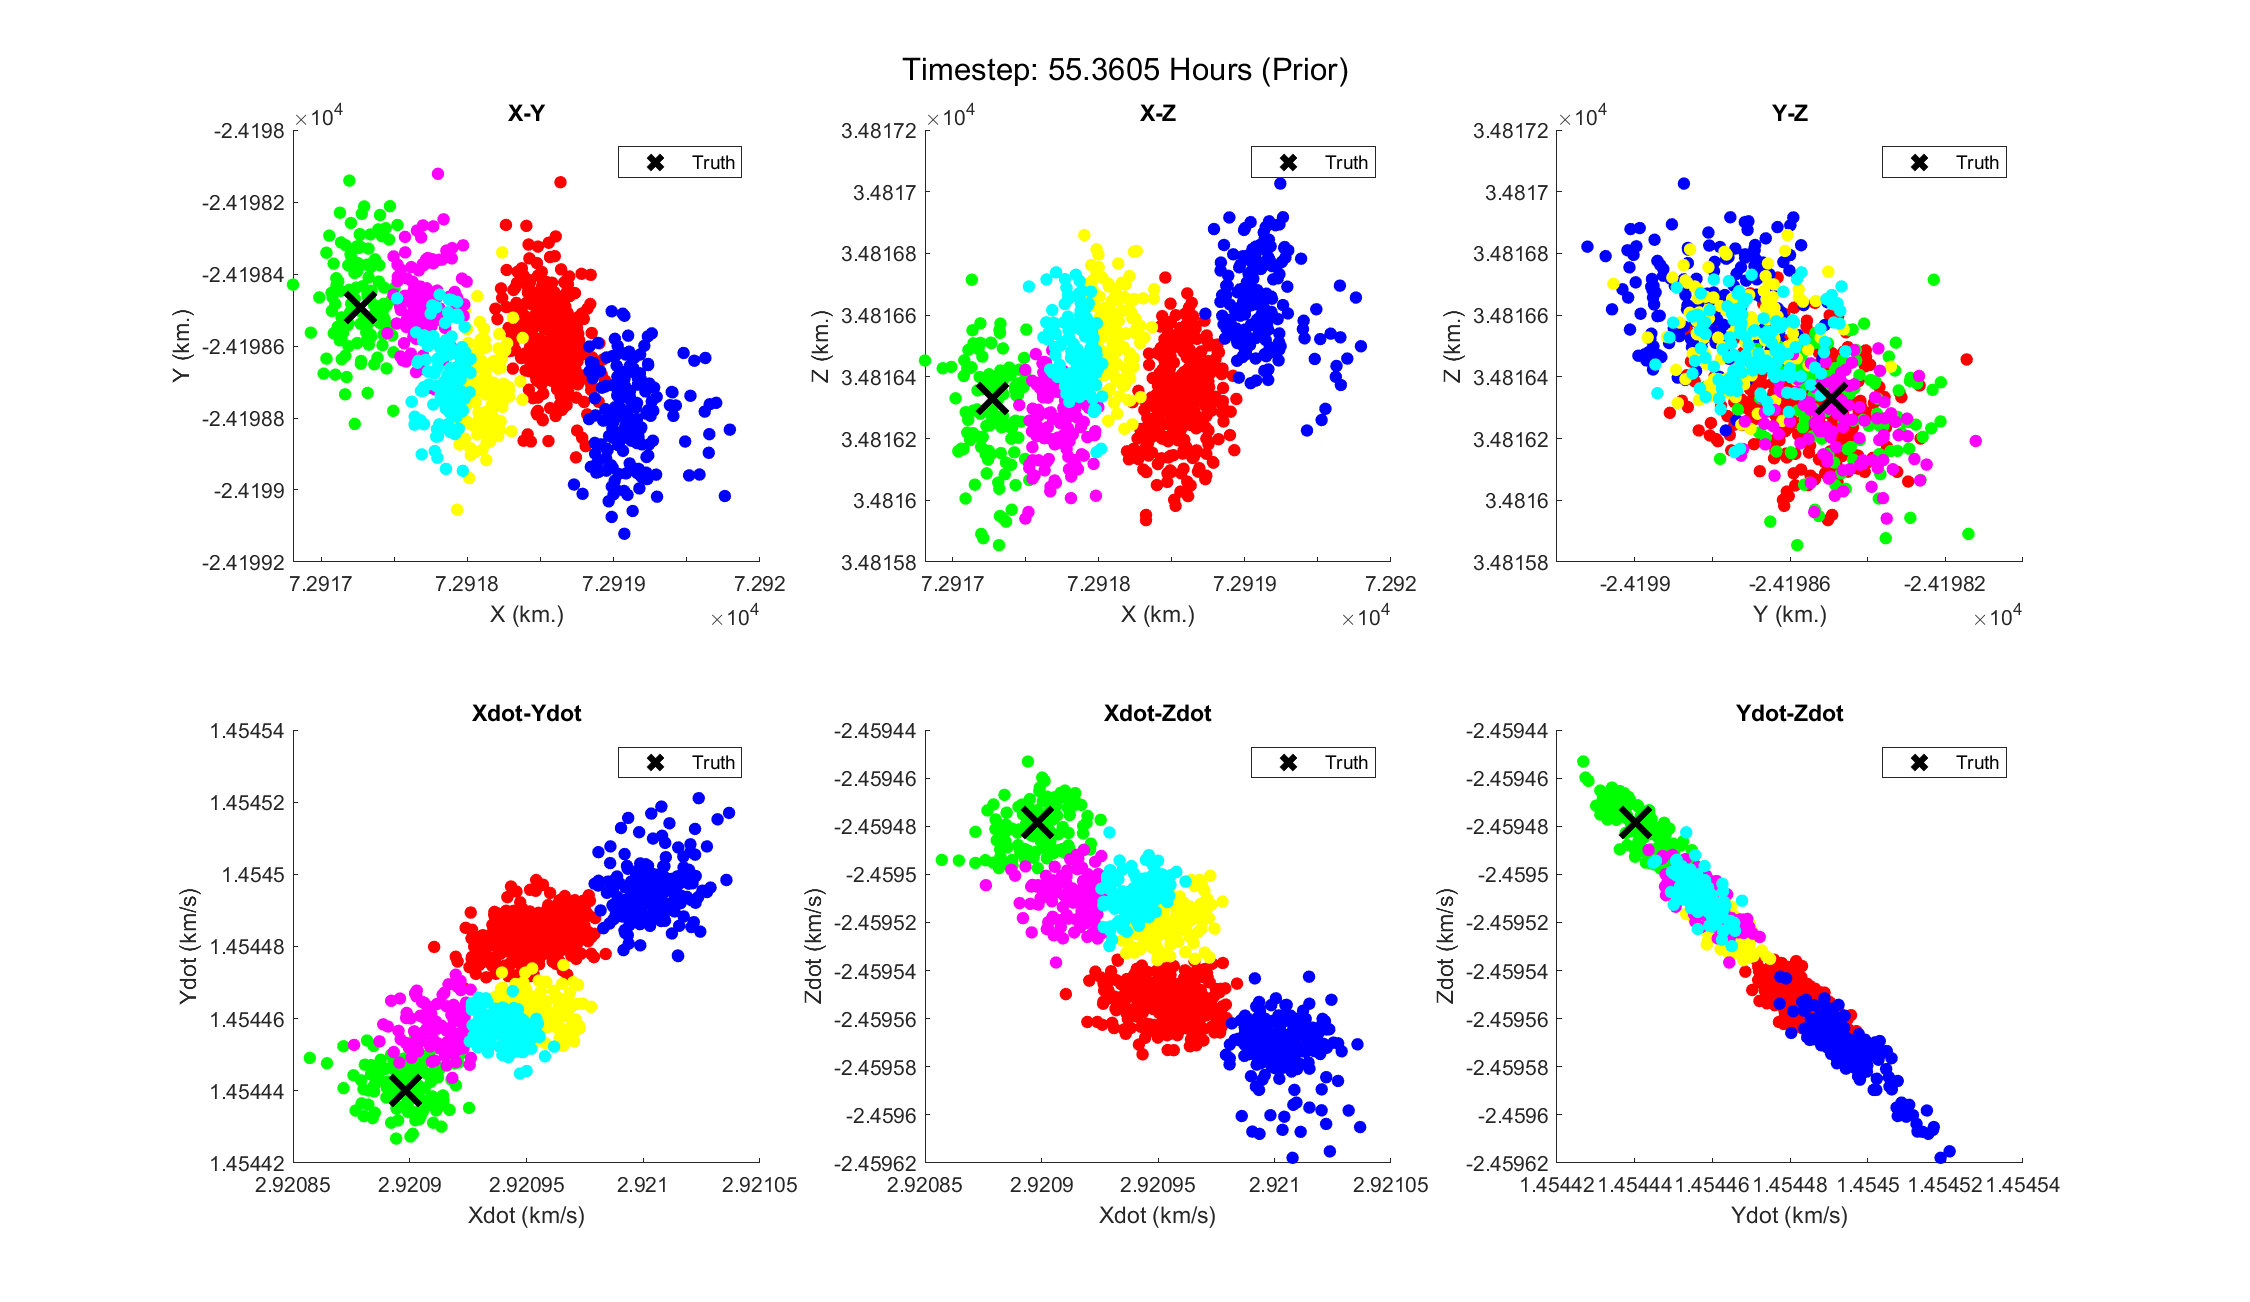 Timestep: 55.3605 Hours (Prior)
X-Y
×10^4
-2.4198
-2.41982
-2.41984
-2.41986
-2.41988
-2.4199
-2.41992
Y (km.)
Truth
7.2917 7.2918 7.2919 7.292
X (km.)
×10^4
X-Z
×10^4
3.48172
3.4817
3.48168
3.48166
3.48164
3.48162
3.4816
3.48158
Z (km.)
Truth
7.2917 7.2918 7.2919 7.292
X (km.)
×10^4
Y-Z
×10^4
3.48172
3.4817
3.48168
3.48166
3.48164
3.48162
3.4816
3.48158
Z (km.)
Truth
-2.4199 -2.41986 -2.41982
Y (km.)
×10^4
Xdot-Ydot
1.45454
1.45452
1.4545
1.45448
1.45446
1.45444
1.45442
Ydot (km/s)
Truth
2.92085 2.9209 2.92095 2.921 2.92105
Xdot (km/s)
Xdot-Zdot
-2.45944
-2.45946
-2.45948
-2.4595
-2.45952
-2.45954
-2.45956
-2.45958
-2.4596
-2.45962
Zdot (km/s)
Truth
2.92085 2.9209 2.92095 2.921 2.92105
Xdot (km/s)
Ydot-Zdot
-2.45944
-2.45946
-2.45948
-2.4595
-2.45952
-2.45954
-2.45956
-2.45958
-2.4596
-2.45962
Zdot (km/s)
Truth
1.45442 1.45444 1.45446 1.45448 1.4545 1.45452 1.45454
Ydot (km/s)